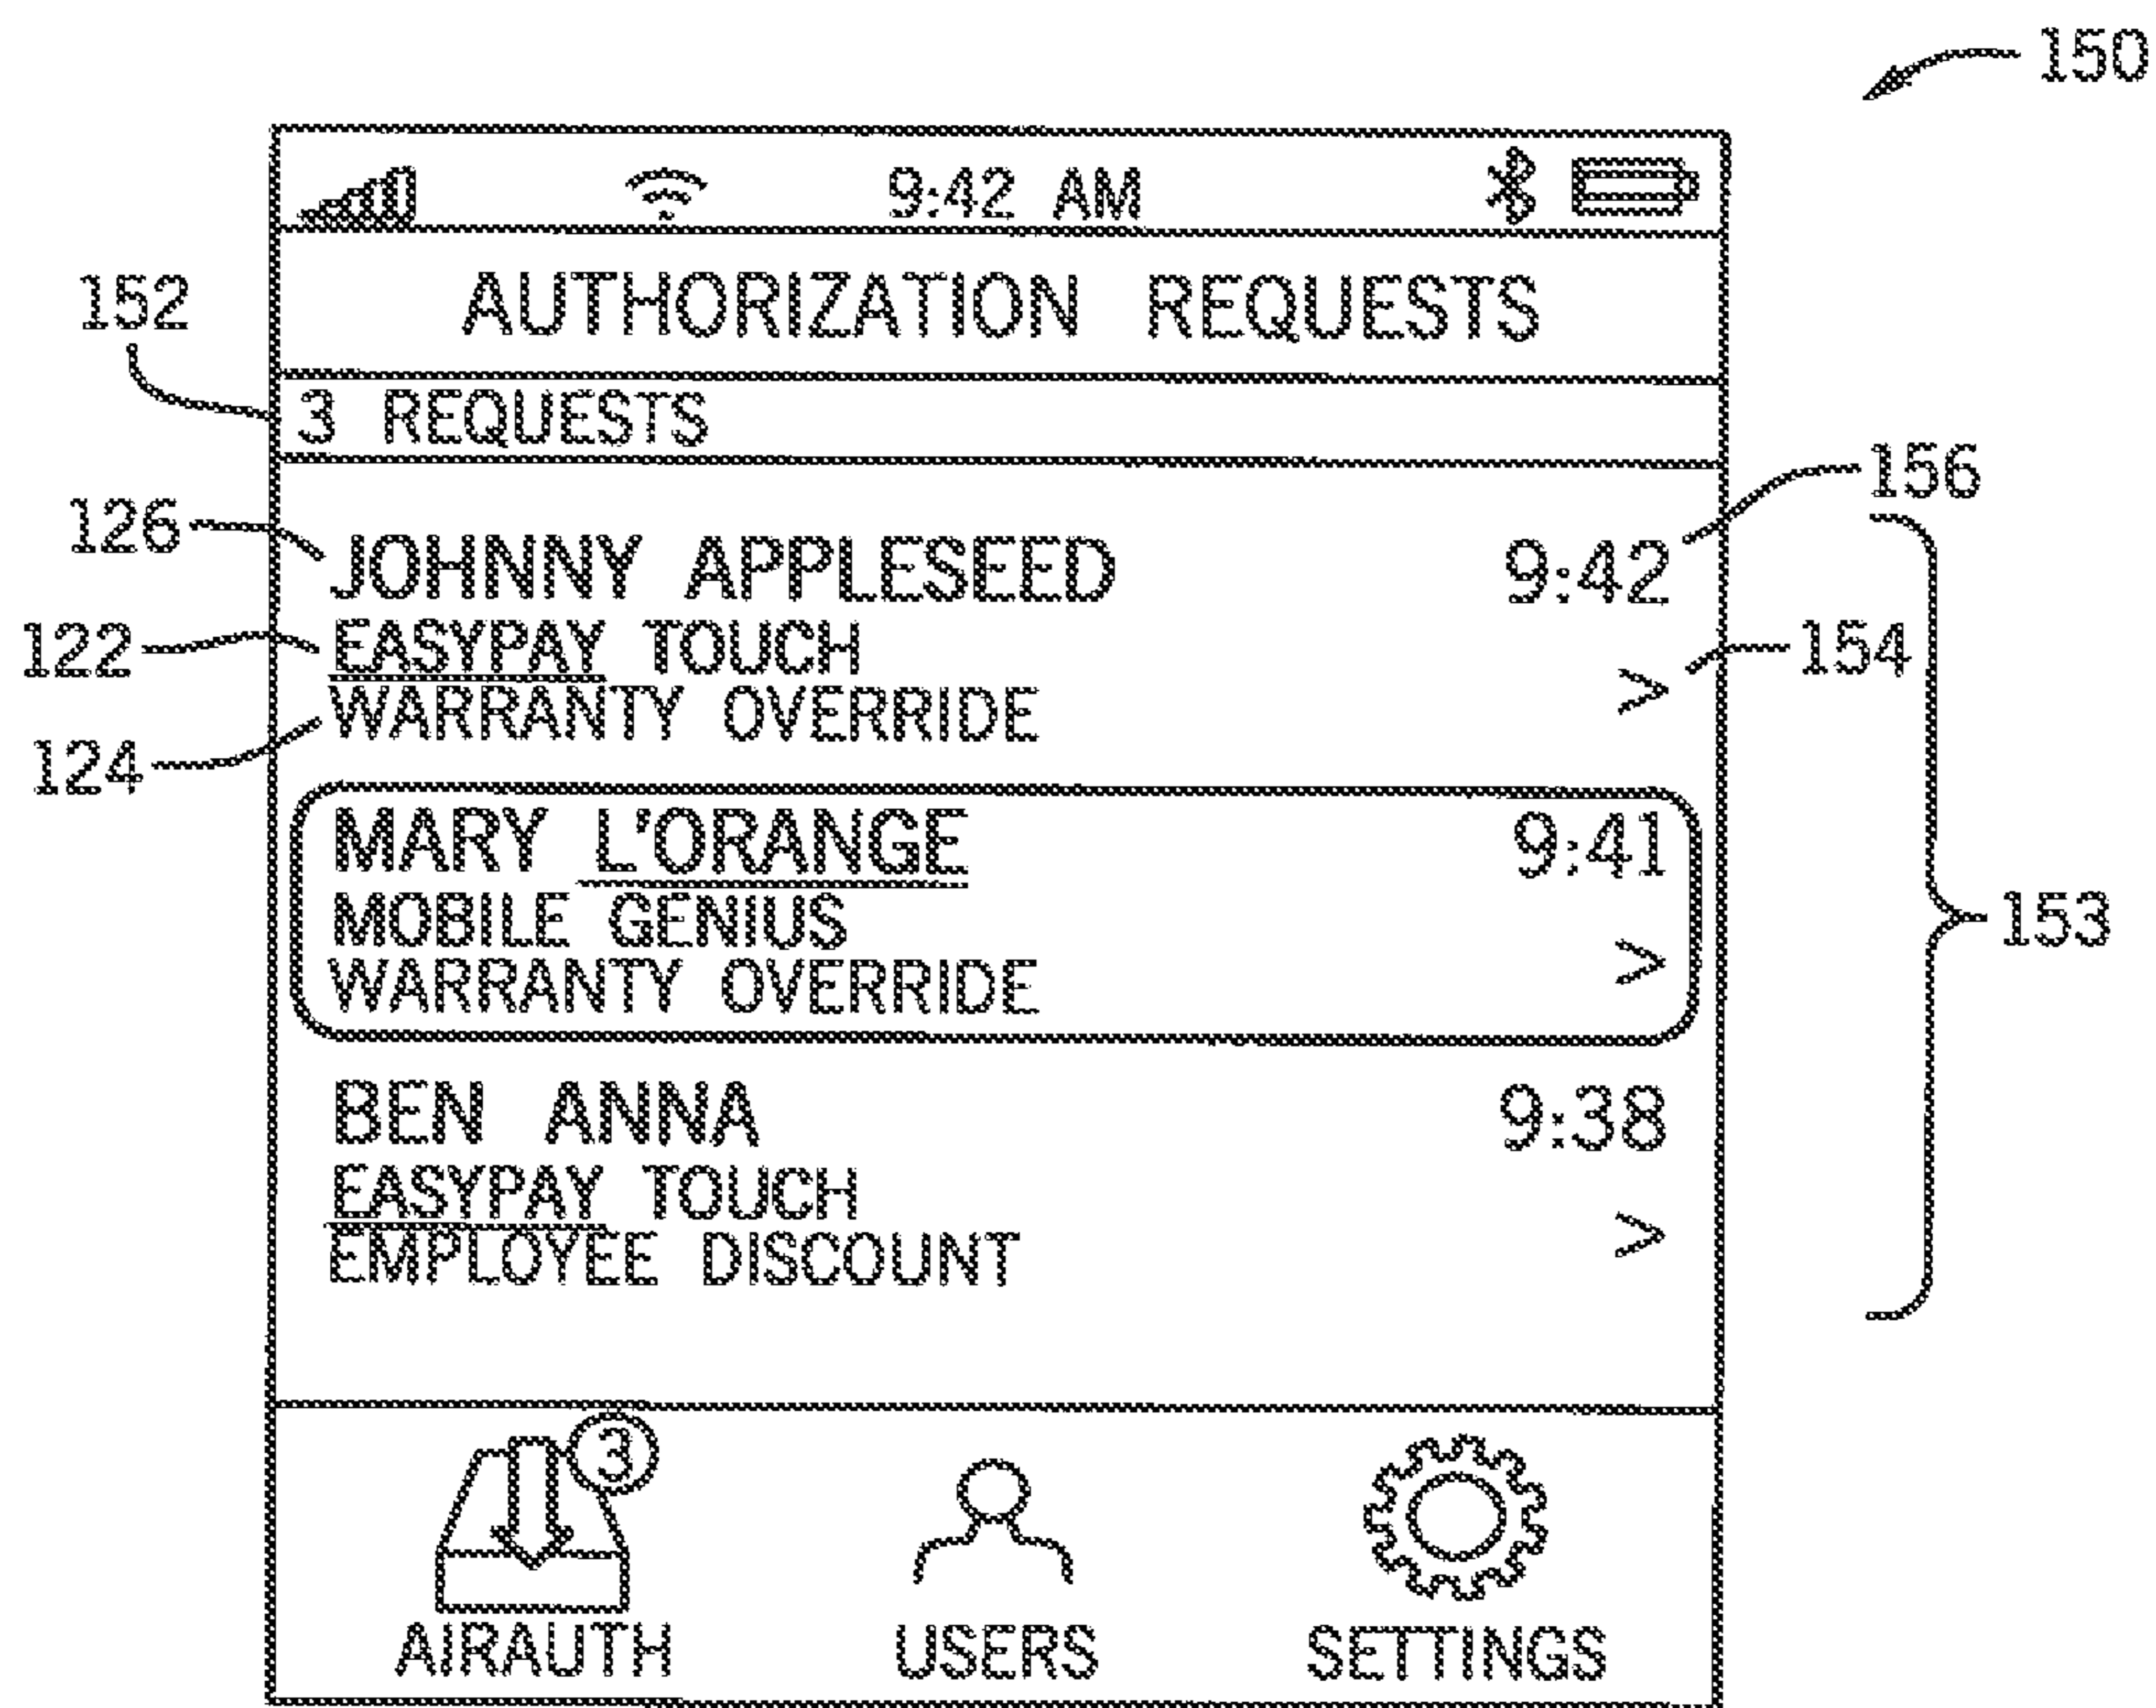 150
9:42 AM
AUTHORIZATION REQUESTS
152
3 REQUESTS
156
126
JOHNNY APPLESEED 9:42
122
EASYPAY TOUCH
154
>
WARRANTY OVERRIDE
124
MARY L'ORANGE 9:41
MOBILE GENIUS
153
>
WARRANTY OVERRIDE
BEN ANNA 9:38
EASYPAY TOUCH
>
EMPLOYEE DISCOUNT
3
AIRAUTH USERS SETTINGS